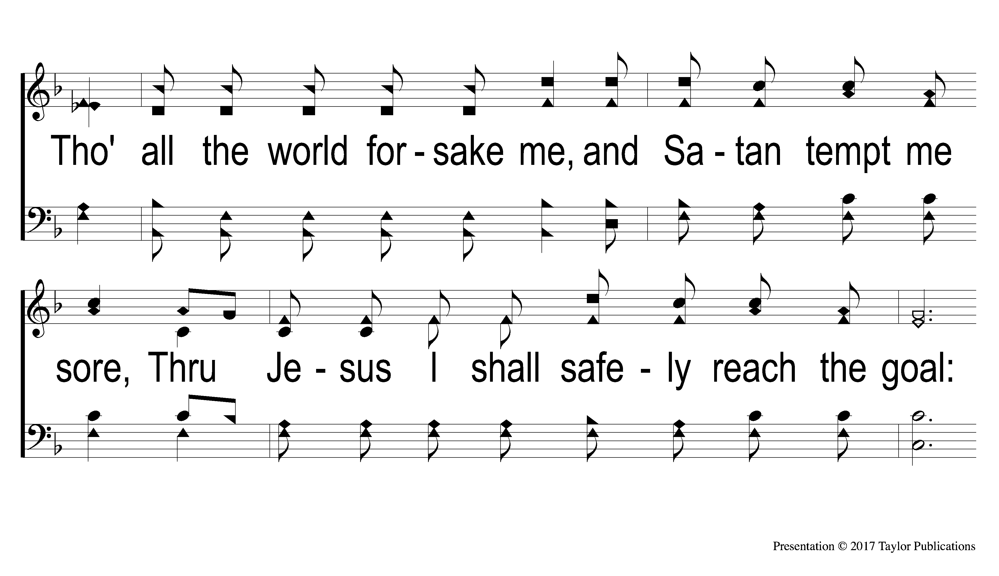 Tho' all the world for - sake me, and Sa - tan tempt me
sore, Thru Je - sus I shall safe - ly reach the goal:
Presentation © 2017 Taylor Publications